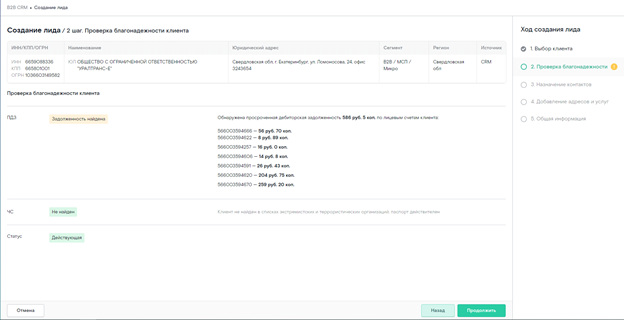 B2B CRM › Создание лида
Создание лида / 2 шаг. Проверка благонадежности клиента
ИНН/КПП/ОГРН Наименование Юридический адрес Сегмент Регион Источник
ИНН 6658088336 ЮЛ ОБЩЕСТВО С ОГРАНИЧЕННОЙ ОТВЕТСТВЕННОСТЬЮ Свердловская обл, г Екатеринбург, ул Ломоносова, 24, офис B2B / МСП / Свердловская CRM
КПП 665801001 "УРАЛТРАНС-Е" 3243654 Микро обл
ОГРН 1036603149582
Проверка благонадежности клиента
ПДЗ Задолженность найдена Обнаружена просроченная дебиторская задолженность 586 руб. 5 коп. по лицевым счетам клиента:
566003594666 — 56 руб. 70 коп.
566003594622 — 8 руб. 89 коп.
566003594257 — 16 руб. 0 коп.
566003594606 — 14 руб. 8 коп.
566003594591 — 26 руб. 43 коп.
566003594620 — 204 руб. 75 коп.
566003594670 — 259 руб. 20 коп.
ЧС Не найден Клиент не найден в списках экстремистских и террористических организаций, паспорт действителен
Статус Действующая
Отмена Назад Продолжить
Ход создания лида
1. Выбор клиента
2. Проверка благонадежности
3. Назначение контактов
4. Добавление адресов и услуг
5. Общая информация